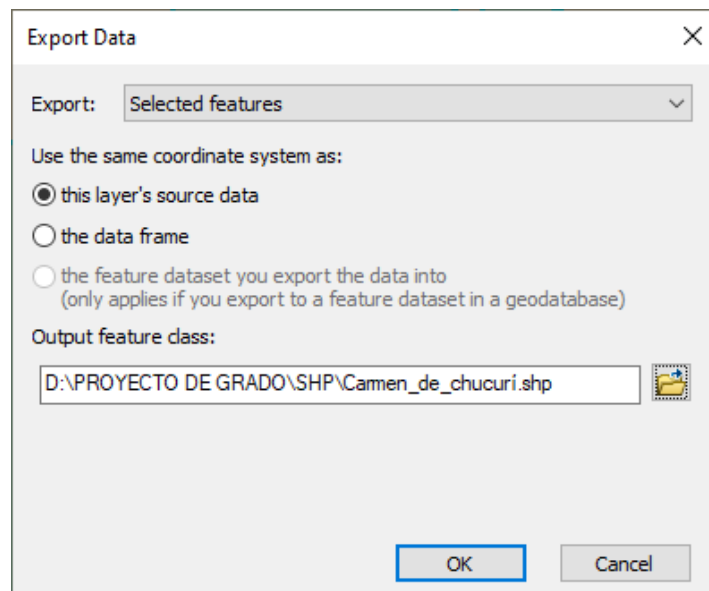 Export Data
Export: Selected features
Use the same coordinate system as:
this layer's source data
the data frame
the feature dataset you export the data into
(only applies if you export to a feature dataset in a geodatabase)
Output feature class:
D:\PROYECTO DE GRADO\SHP\Carmen_de_chucurí.shp
OK Cancel